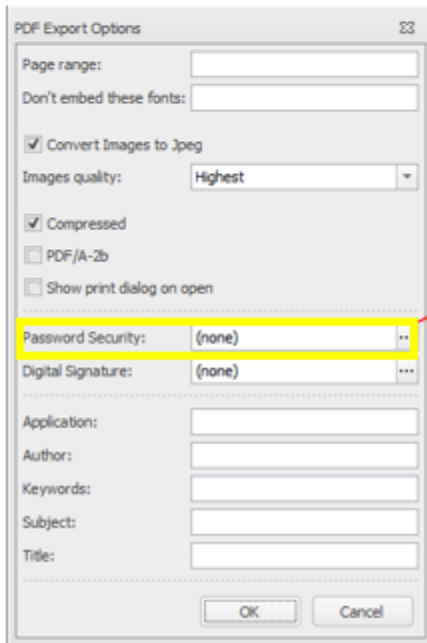 PDF Export Options
Page range:
Don't embed these fonts:
Convert Images to Jpeg
Images quality: Highest
Compressed
PDF/A-2b
Show print dialog on open
Password Security: (none)
Digital Signature: (none) ...
Application:
Author:
Keywords:
Subject:
Title:
OK Cancel